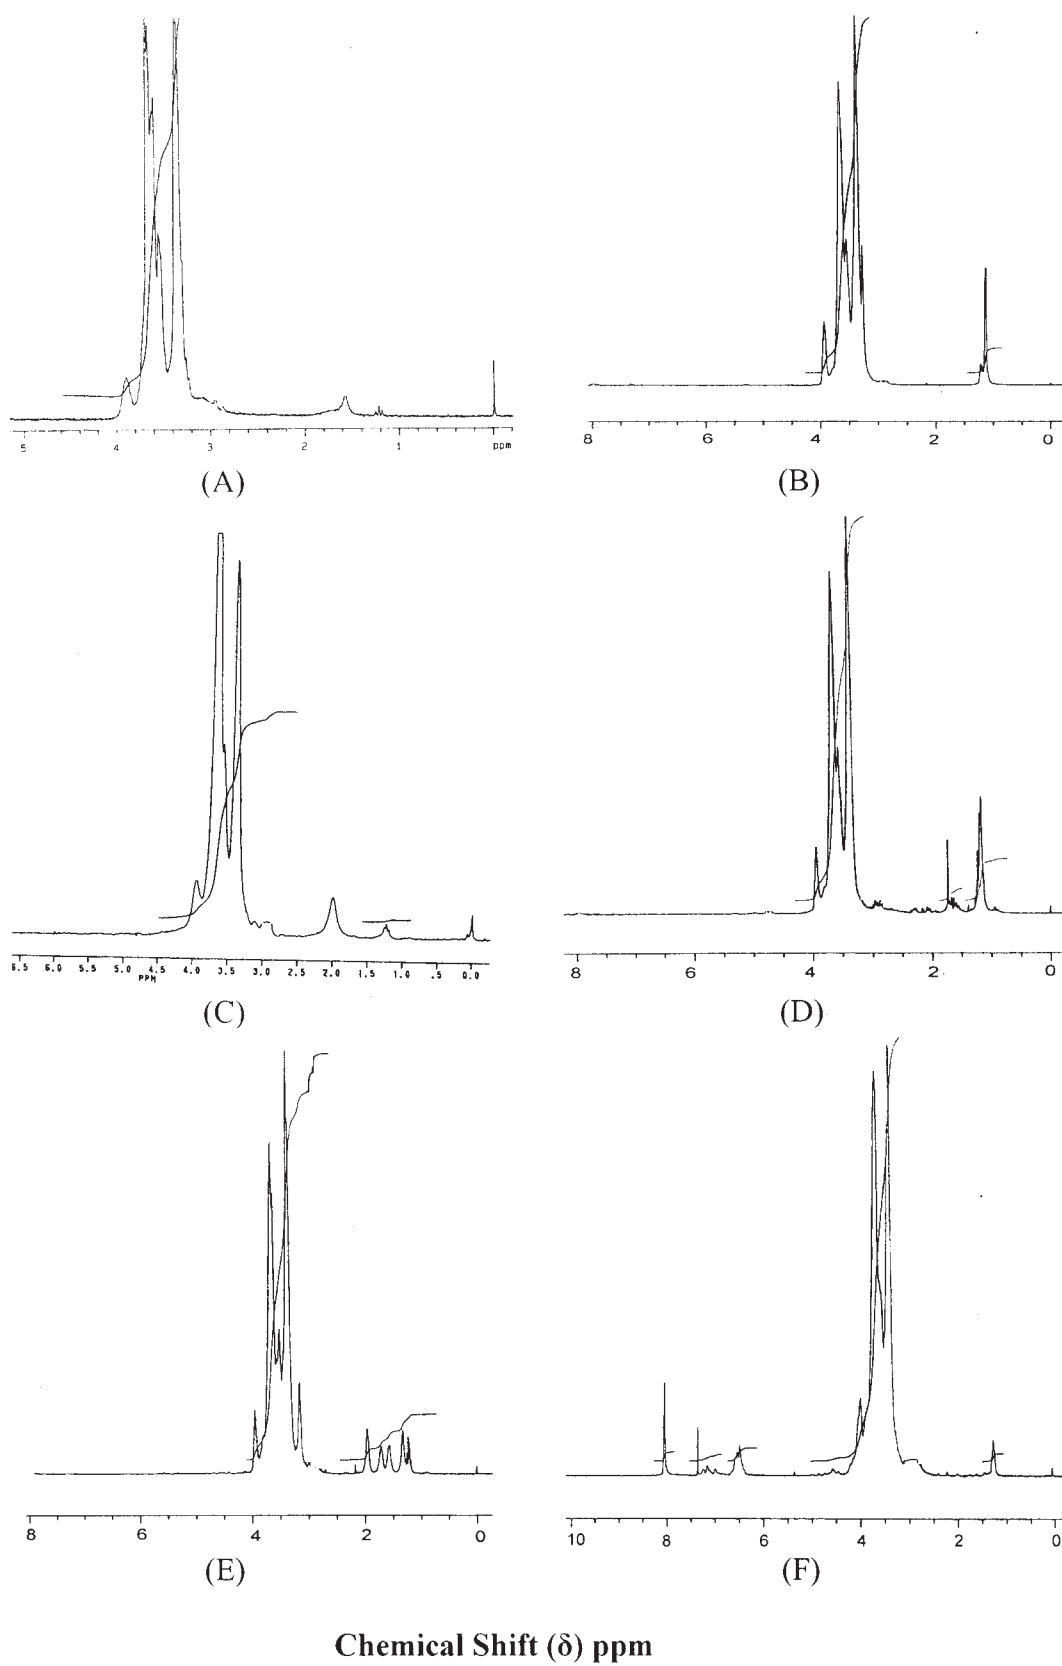 5 4 3 2 1 ppm
8 6 4 2 0
(A)
(B)
6.5 6.0 5.0 5.0 4.5 4.0 3.5 3.0 2.5 2.0 1.5 1.0 .5 0.0
PPM
8 6 4 2 0
(C)
(D)
8 6 4 2 0
10 8 6 4 2 0
(E)
(F)
Chemical Shift (δ) ppm